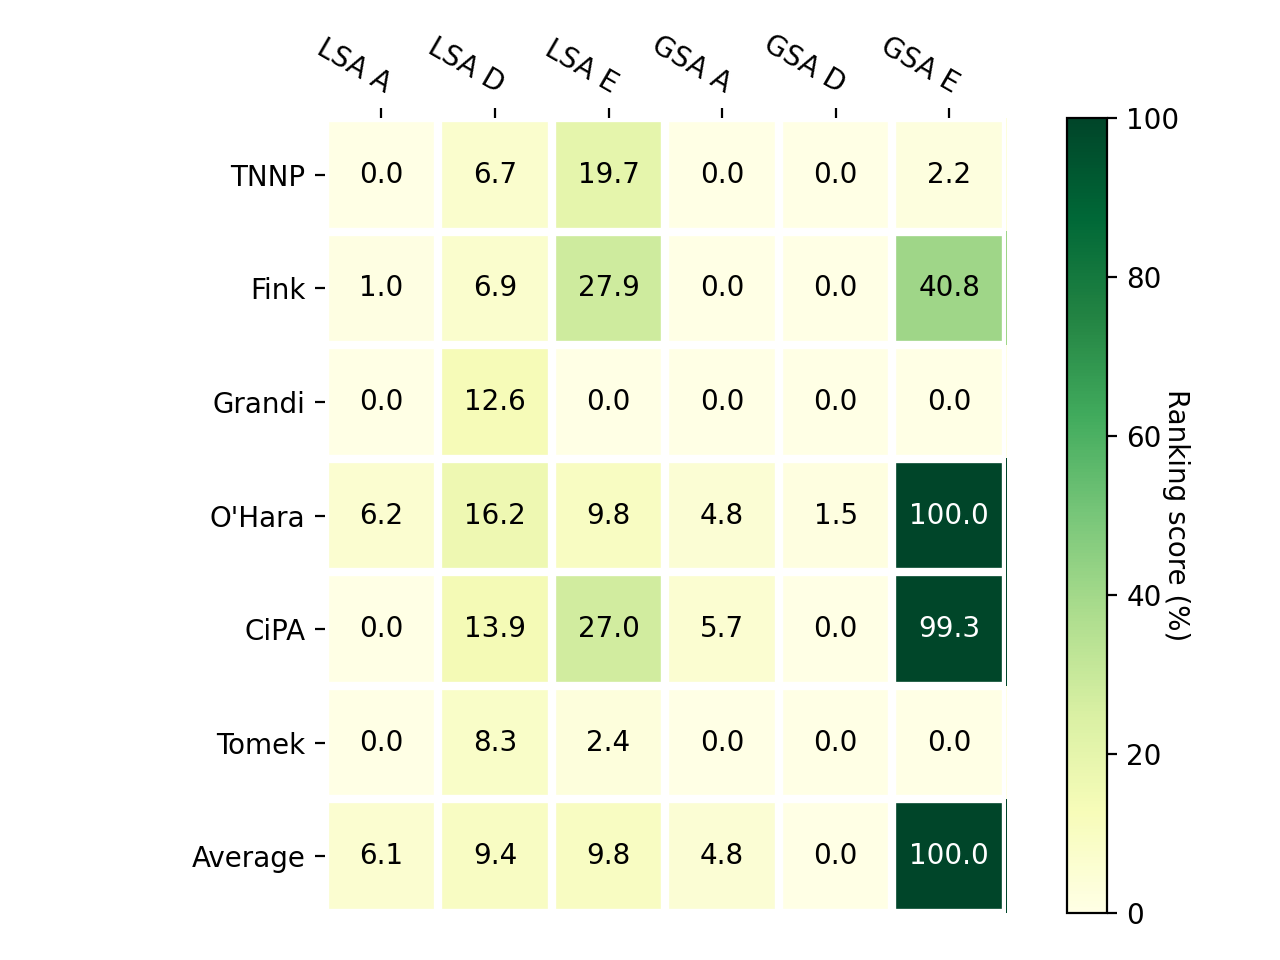 LSA A LSA D LSA E GSA A GSA D GSA E
TNNP 0.0 6.7 19.7 0.0 0.0 2.2
Fink 1.0 6.9 27.9 0.0 0.0 40.8
Grandi 0.0 12.6 0.0 0.0 0.0 0.0
O'Hara 6.2 16.2 9.8 4.8 1.5 100.0
CiPA 0.0 13.9 27.0 5.7 0.0 99.3
Tomek 0.0 8.3 2.4 0.0 0.0 0.0
Average 6.1 9.4 9.8 4.8 0.0 100.0
100
80
60
40
20
0
Ranking score (%)